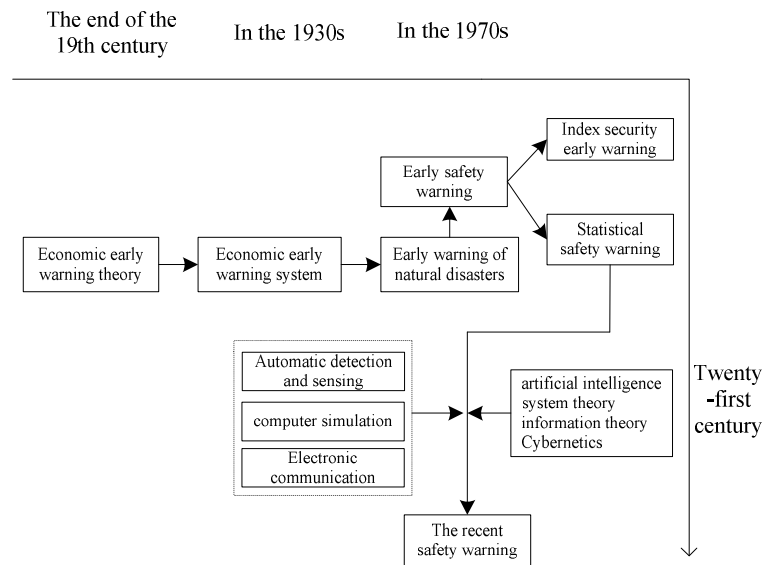 The end of the
19th century
In the 1930s
In the 1970s
Index security
early warning
Early safety
warning
Statistical
safety warning
Economic early
warning theory
Economic early
warning system
Early warning of
natural disasters
Automatic detection
and sensing
computer simulation
Electronic
communication
artificial intelligence
system theory
information theory
Cybernetics
Twenty
-first
century
The recent
safety warning